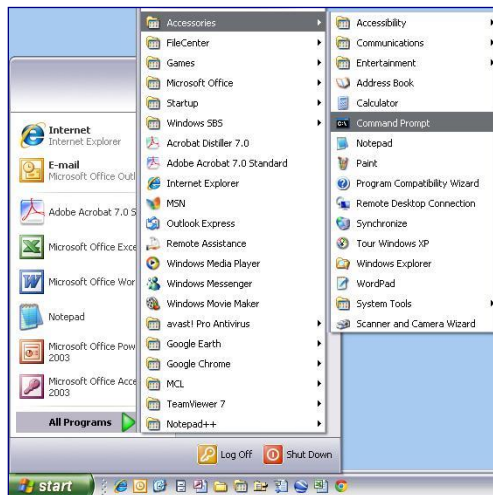 Internet
Internet Explorer
E-mail
Microsoft Office Outl
Adobe Acrobat 7.0 S
Microsoft Office Exce
Microsoft Office Wor
Notepad
Microsoft Office Pow
2003
Microsoft Office Acce
2003
All Programs
Accessories
FileCenter
Games
Microsoft Office
Startup
Windows SBS
Acrobat Distiller 7.0
Adobe Acrobat 7.0 Standard
Internet Explorer
MSN
Outlook Express
Remote Assistance
Windows Media Player
Windows Messenger
Windows Movie Maker
avast! Pro Antivirus
Google Earth
Google Chrome
MCL
TeamViewer 7
Notepad++
Accessibility
Communications
Entertainment
Address Book
Calculator
Command Prompt
Notepad
Paint
Program Compatibility Wizard
Remote Desktop Connection
Synchronize
Tour Windows XP
Windows Explorer
WordPad
System Tools
Scanner and Camera Wizard
Log Off Shut Down
start